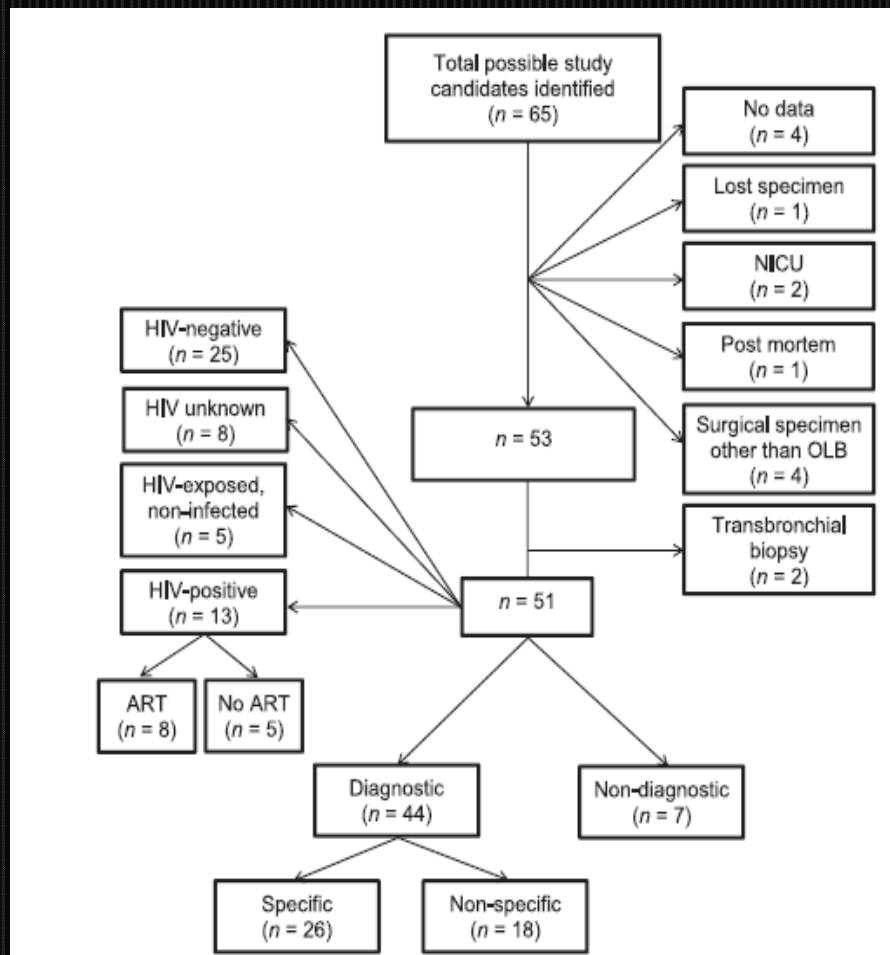 Total possible study
candidates identified
(n = 65)
No data
(n = 4)
Lost specimen
(n = 1)
NICU
(n = 2)
Post mortem
(n = 1)
Surgical specimen
other than OLB
(n = 4)
n = 53
Transbronchial
biopsy
(n = 2)
HIV-negative
(n = 25)
HIV unknown
(n = 8)
HIV-exposed,
non-infected
(n = 5)
HIV-positive
(n = 13)
n = 51
ART
(n = 8)
No ART
(n = 5)
Diagnostic
(n = 44)
Non-diagnostic
(n = 7)
Specific
(n = 26)
Non-specific
(n = 18)